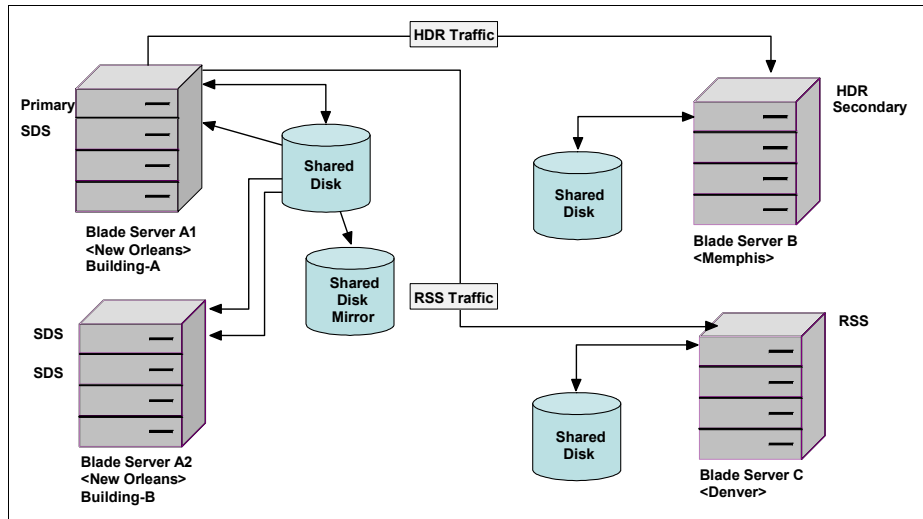 HDR Traffic
Primary
SDS
Shared
Disk
Blade Server A1
<New Orleans>
Building-A
Shared
Disk
Mirror
HDR
Secondary
Shared
Disk
Blade Server B
<Memphis>
RSS Traffic
SDS
SDS
Blade Server A2
<New Orleans>
Building-B
RSS
Shared
Disk
Blade Server C
<Denver>